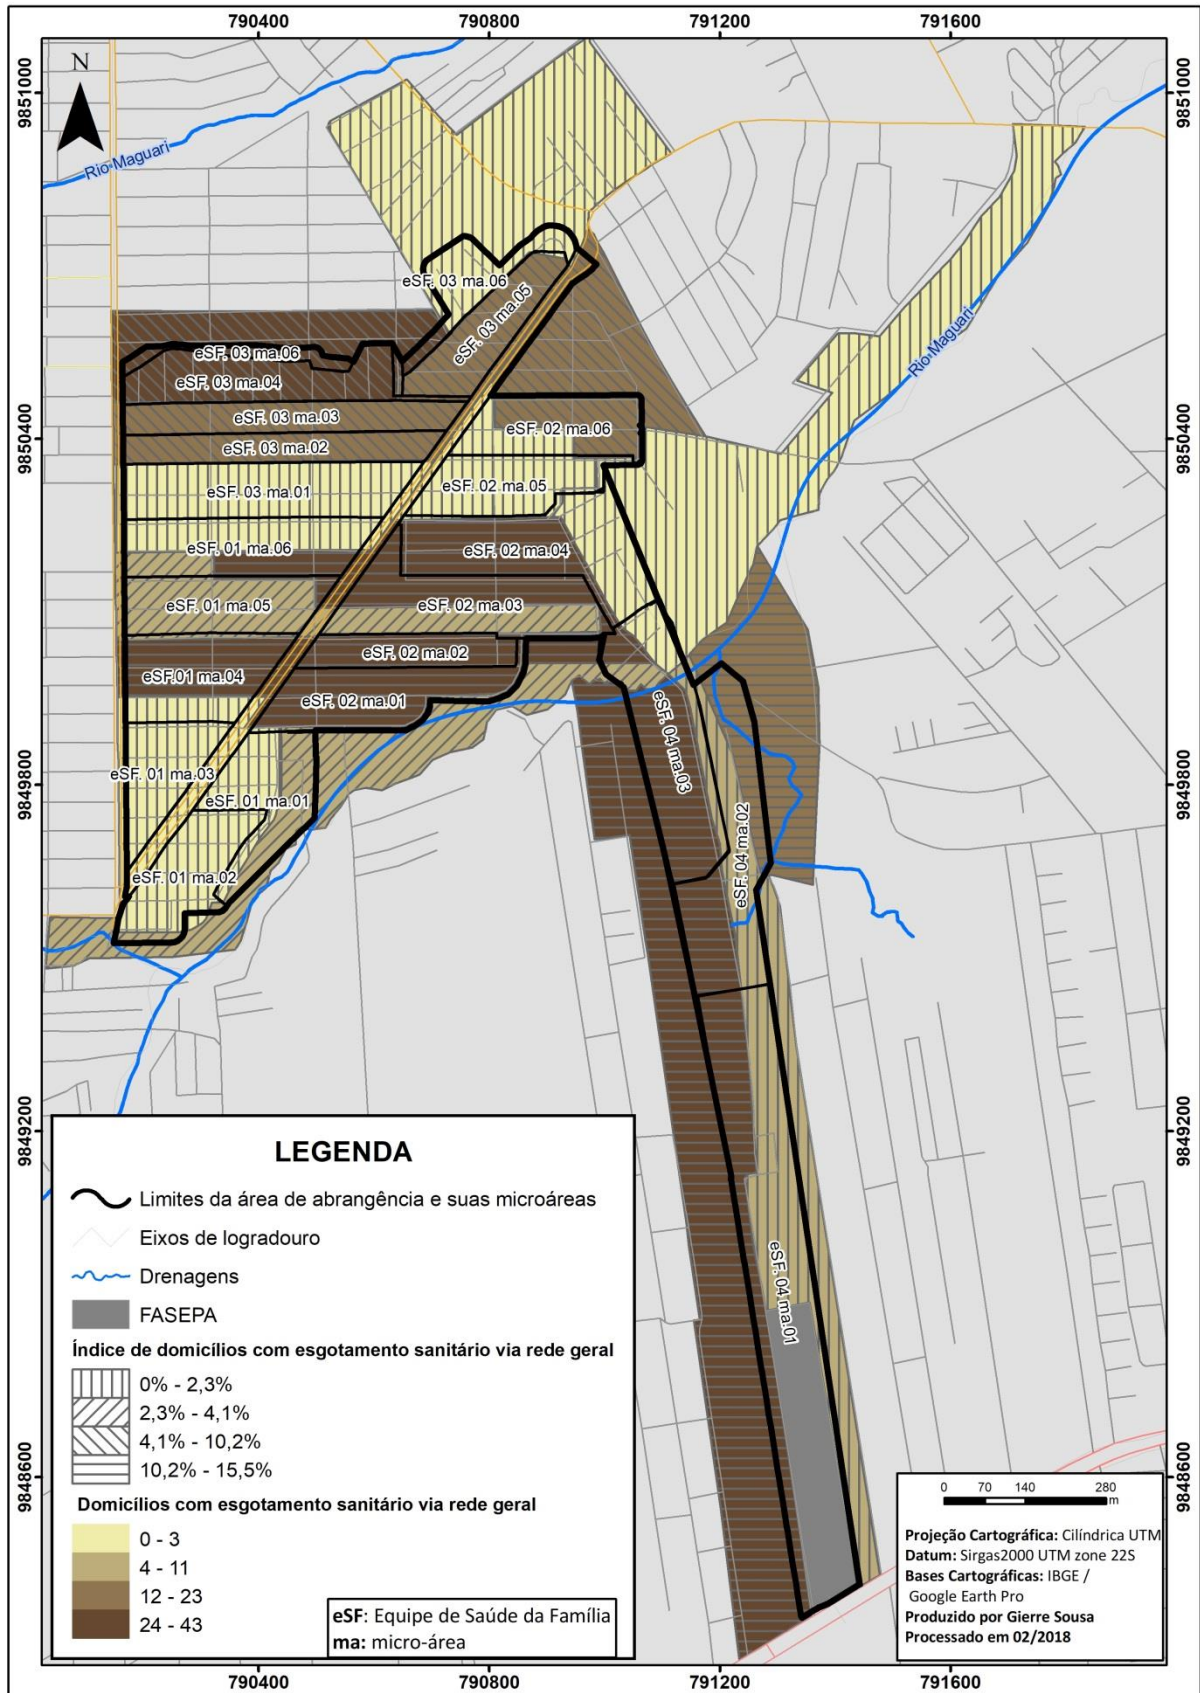 790400 790800 791200 791600
9851000 9851000
N
Rio Maguari
eSF. 03 ma.06
eSF. 03 ma.05
Rio Maguari
eSF. 03 ma.06
eSF. 03 ma.04
eSF. 03 ma.03
eSF. 02 ma.06
9850400 9850400
eSF. 03 ma.02
eSF. 02 ma.05
eSF. 03 ma.01
eSF. 01 ma.06
eSF. 02 ma.04
eSF. 01 ma.05
eSF. 02 ma.03
eSF. 02 ma.02
eSF.01 ma.04
eSF. 02 ma.01
eSF. 04 ma.03
9849800 9849800
eSF. 01 ma.03
eSF. 01 ma.01
eSF. 04 ma.02
eSF. 01 ma.02
9849200 9849200
eSF. 04 ma.01
9848600 9848600
LEGENDA
Limites da área de abrangência e suas microáreas
Eixos de logradouro
Drenagens
FASEPA
Índice de domicílios com esgotamento sanitário via rede geral
0% - 2,3%
2,3% - 4,1%
4,1% - 10,2%
10,2% - 15,5%
Domicílios com esgotamento sanitário via rede geral
0 - 3
4 - 11
12 - 23
24 - 43
eSF: Equipe de Saúde da Família
ma: micro-área
0 70 140 280
m
Projeção Cartográfica: Cilíndrica UTM
Datum: Sirgas2000 UTM zone 22S
Bases Cartográficas: IBGE /
Google Earth Pro
Produzido por Gierre Sousa
Processado em 02/2018
790400 790800 791200 791600